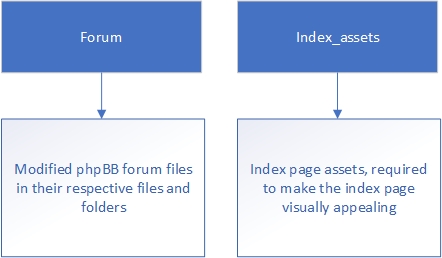 Forum
Index_assets
Modified phpBB forum files
in their respective files and
folders
Index page assets, required
to make the index page
visually appealing